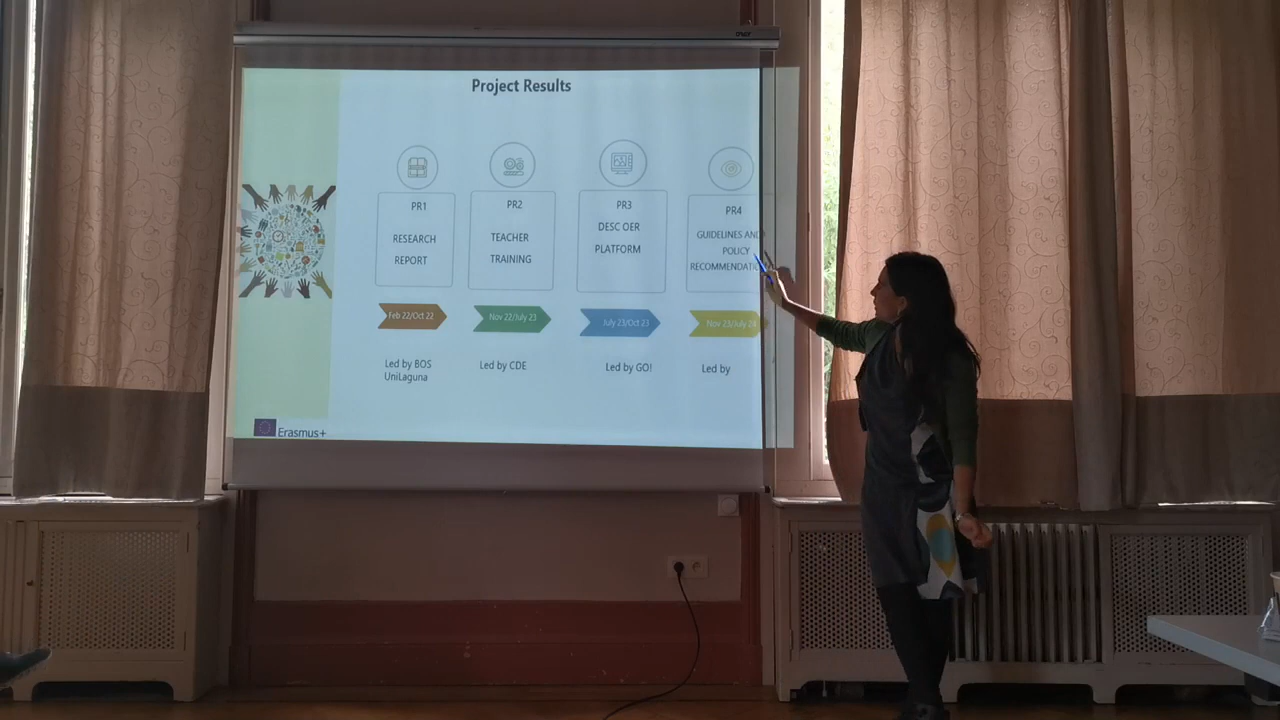 Project Results
PR1
RESEARCH
REPORT
Feb 22/Oct 22
Led by BOS
UniLaguna
PR2
TEACHER
TRAINING
Nov 22/July 23
Led by CDE
PR3
DESC OER
PLATFORM
July 23/Oct 23
Led by GO!
PR4
GUIDELINES AND
POLICY
Nov 23/July 24
Led by
Erasmus+